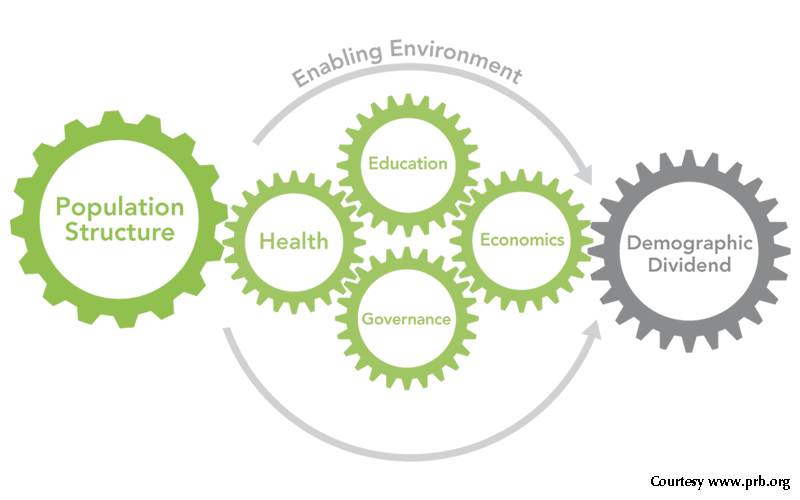 Enabling Environment
Population
Structure
Health
Education
Governance
Economics
Demographic
Dividend
Courtesy www.prb.org